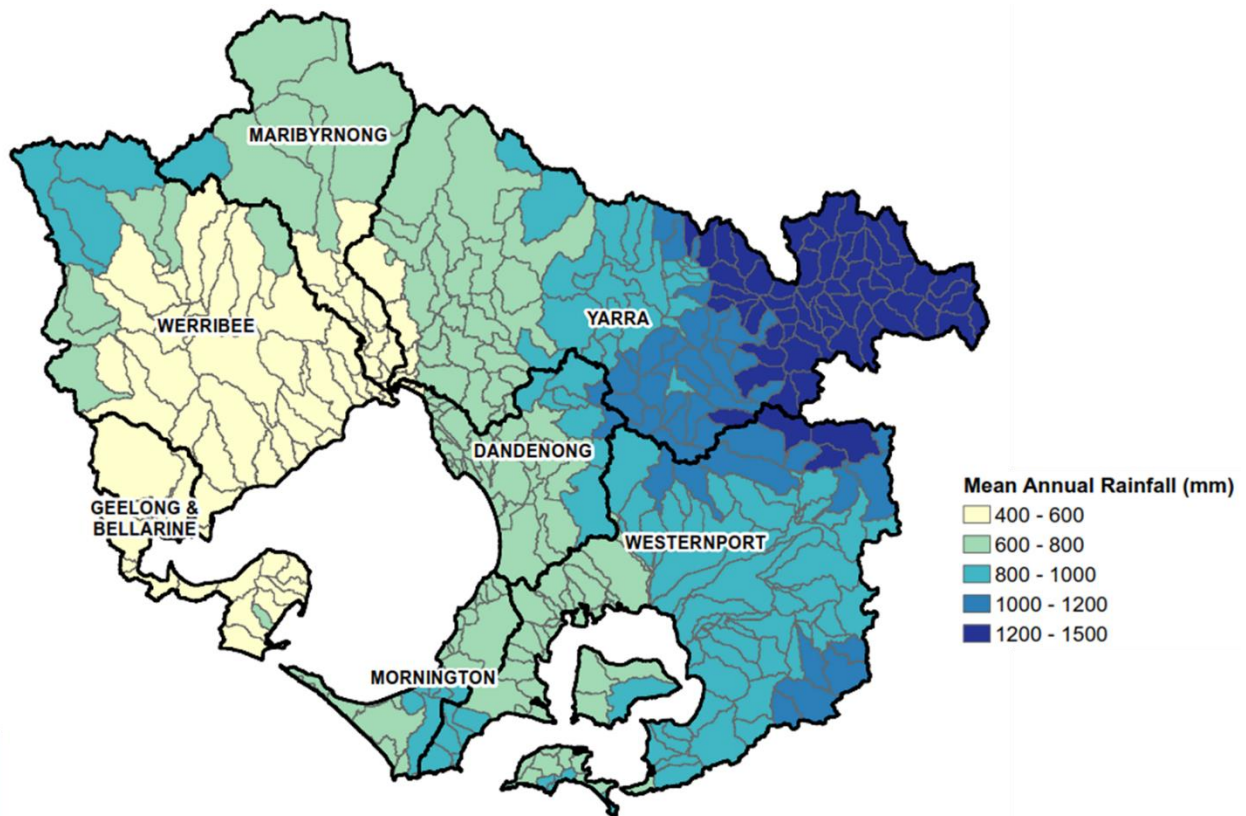 MARIBYRNONG
WERRIBEE
YARRA
DANDENONG
GEELONG &
BELLARINE
WESTERNPORT
MORNINGTON
Mean Annual Rainfall (mm)
400 - 600
600 - 800
800 - 1000
1000 - 1200
1200 - 1500